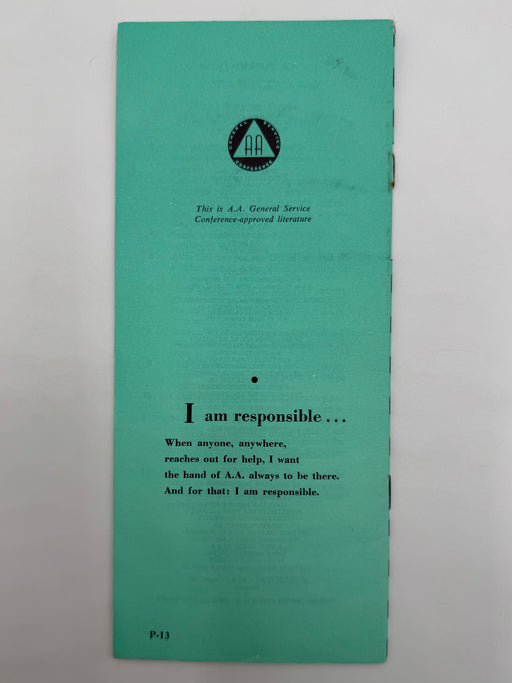 GENERAL SERVICE
AA
CONFERENCE
This is A.A. General Service
Conference-approved literature
I am responsible...
When anyone, anywhere,
reaches out for help, I want
the hand of A.A. always to be there.
And for that: I am responsible.
P-13